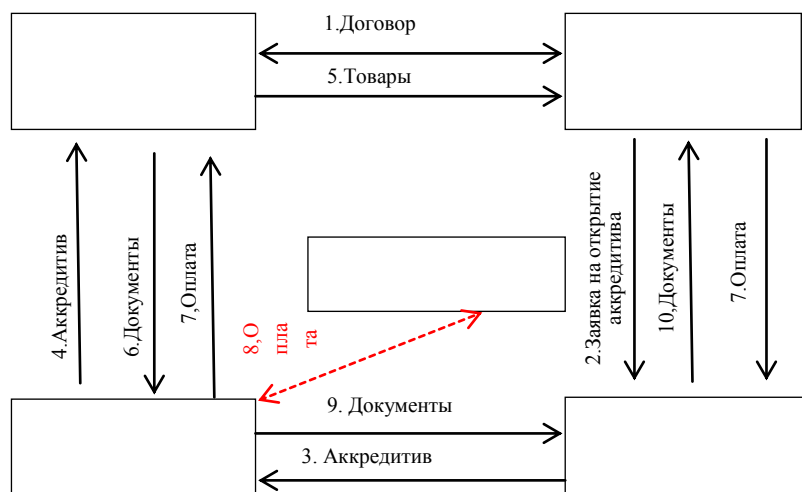 1.Договор
5.Товары
4.Аккредитив
6.Документы
7,Оплата
8,О
пла
та
2.Заявка на открытие
аккредитива
10,Документы
7.Оплата
9. Документы
3. Аккредитив